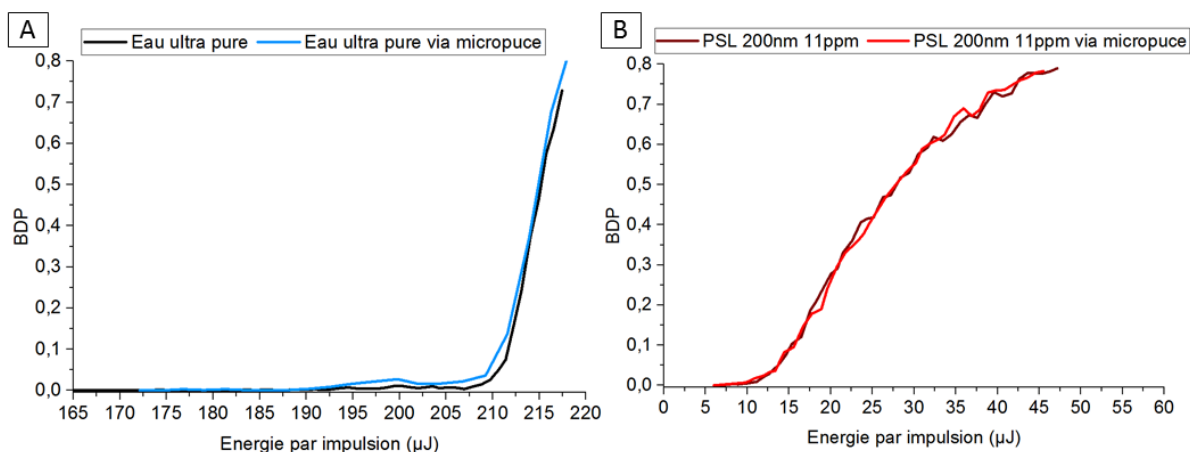 A
Eau ultra pure
Eau ultra pure via micropuce
0,8
0,7
0,6
0,5
0,4
0,3
0,2
0,1
0,0
BDP
165 170 175 180 185 190 195 200 205 210 215 220
Energie par impulsion (µJ)
B
PSL 200nm 11ppm
PSL 200nm 11ppm via micropuce
0,8
0,7
0,6
0,5
0,4
0,3
0,2
0,1
0,0
BDP
0 5 10 15 20 25 30 35 40 45 50 55 60
Energie par impulsion (µJ)